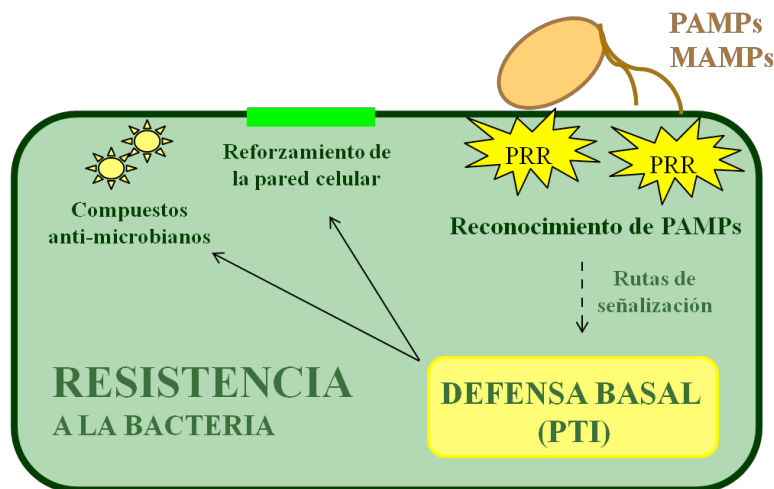 PAMPs
MAMPs
PRR
PRR
Reforzamiento de
la pared celular
Compuestos
anti-microbianos
Reconocimiento de PAMPs
Rutas de
señalización
RESISTENCIA
A LA BACTERIA
DEFENSA BASAL
(PTI)